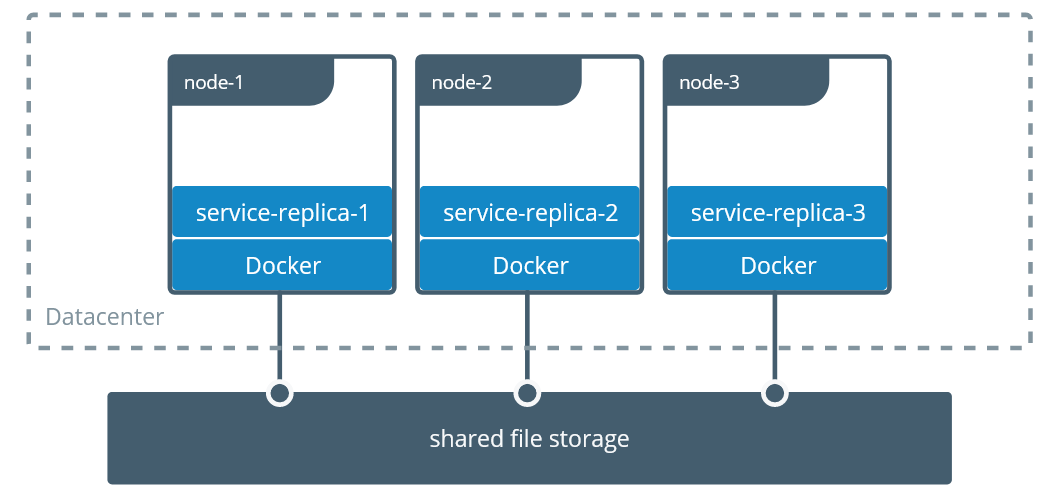 node-1
node-2
node-3
service-replica-1
service-replica-2
service-replica-3
Docker
Docker
Docker
Datacenter
shared file storage